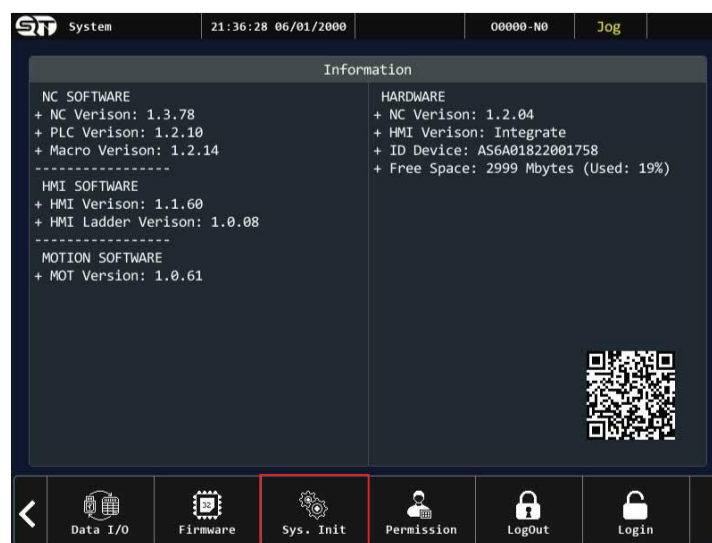 ST System 21:36:28 06/01/2000 O0000-N0 Jog
Information
NC SOFTWARE
+ NC Verison: 1.3.78
+ PLC Verison: 1.2.10
+ Macro Verison: 1.2.14
-----------------
HMI SOFTWARE
+ HMI Verison: 1.1.60
+ HMI Ladder Verison: 1.0.08
-----------------
MOTION SOFTWARE
+ MOT Version: 1.0.61
HARDWARE
+ NC Verison: 1.2.04
+ HMI Verison: Integrate
+ ID Device: AS6A01822001758
+ Free Space: 2999 Mbytes (Used: 19%)
32
Data I/O Firmware Sys. Init Permission LogOut Login